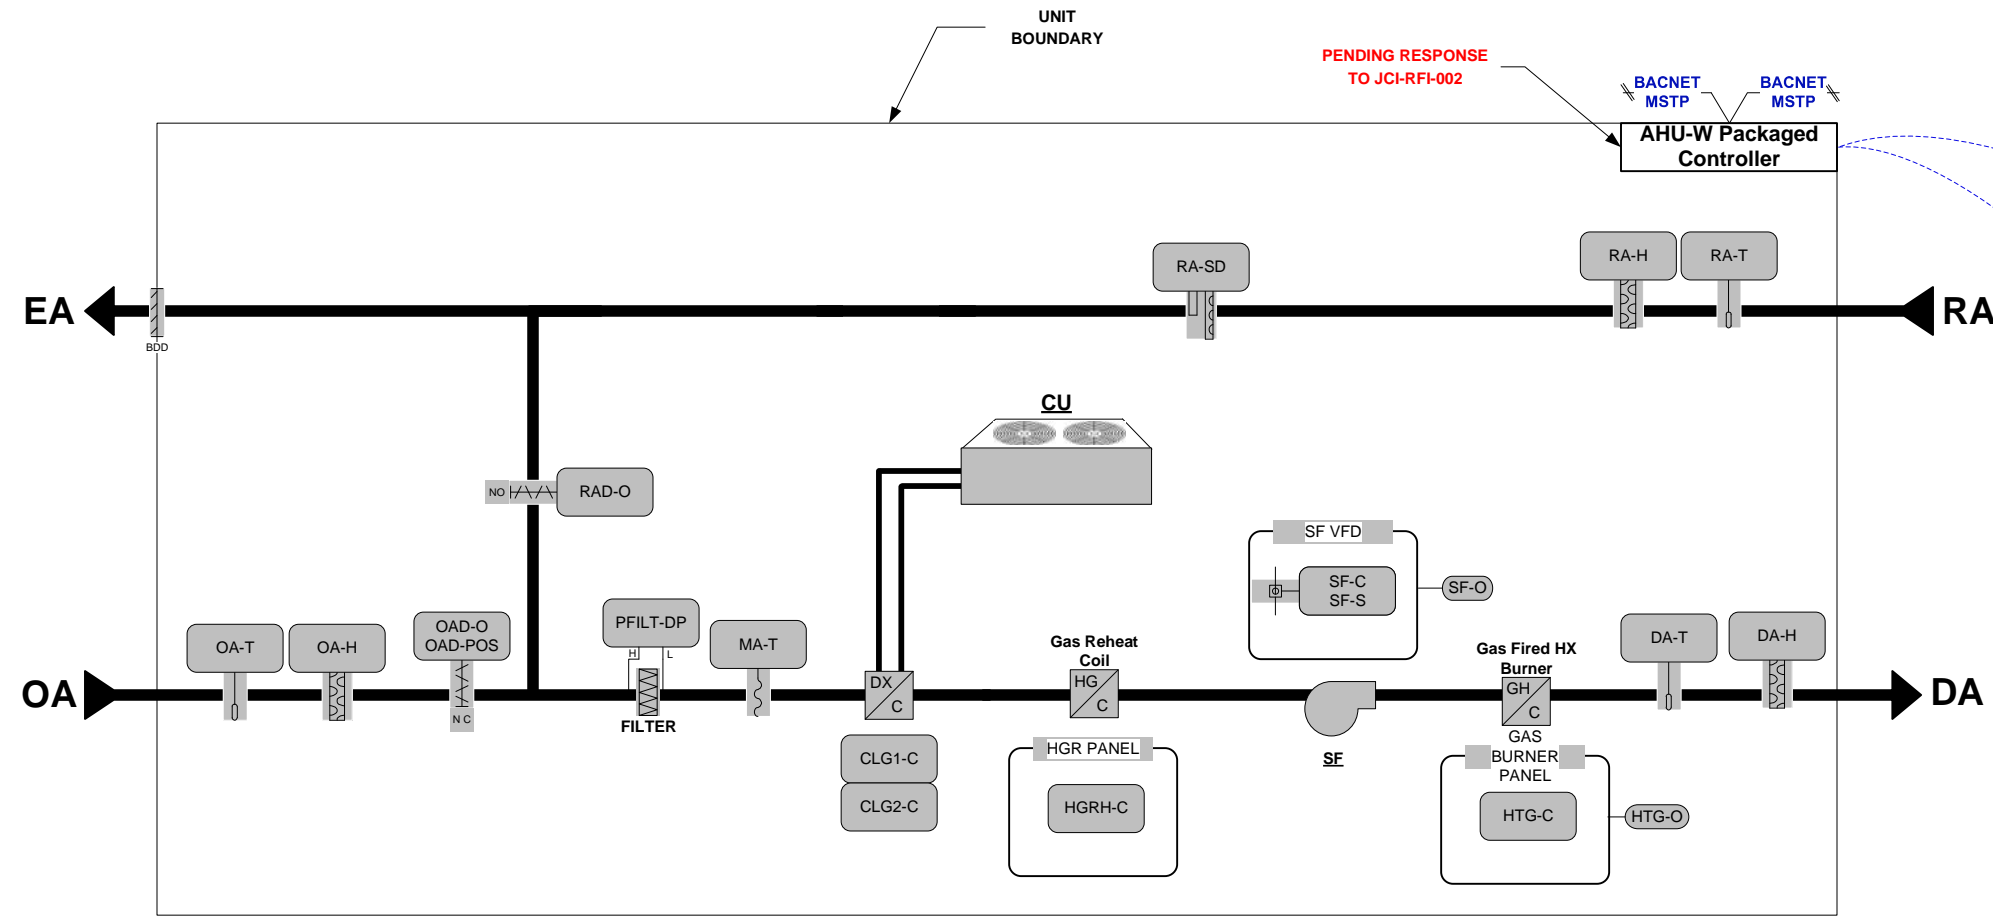 UNIT
BOUNDARY
PENDING RESPONSE
TO JCI-RFI-002
BACNET
MSTP
BACNET
MSTP
AHU-W Packaged
Controller
RA-SD
RA-H
RA-T
EA
RA
BDD
CU
NO
RAD-O
SF VFD
SF-C
SF-S
SF-O
OA-T
OA-H
OAD-O
OAD-POS
PFILT-DP
H
L
MA-T
Gas Reheat
Coil
Gas Fired HX
Burner
DA-T
DA-H
OA
N C
FILTER
DX
C
HG
C
SF
GH
C
DA
CLG1-C
CLG2-C
HGR PANEL
HGRH-C
GAS
BURNER
PANEL
HTG-C
HTG-O